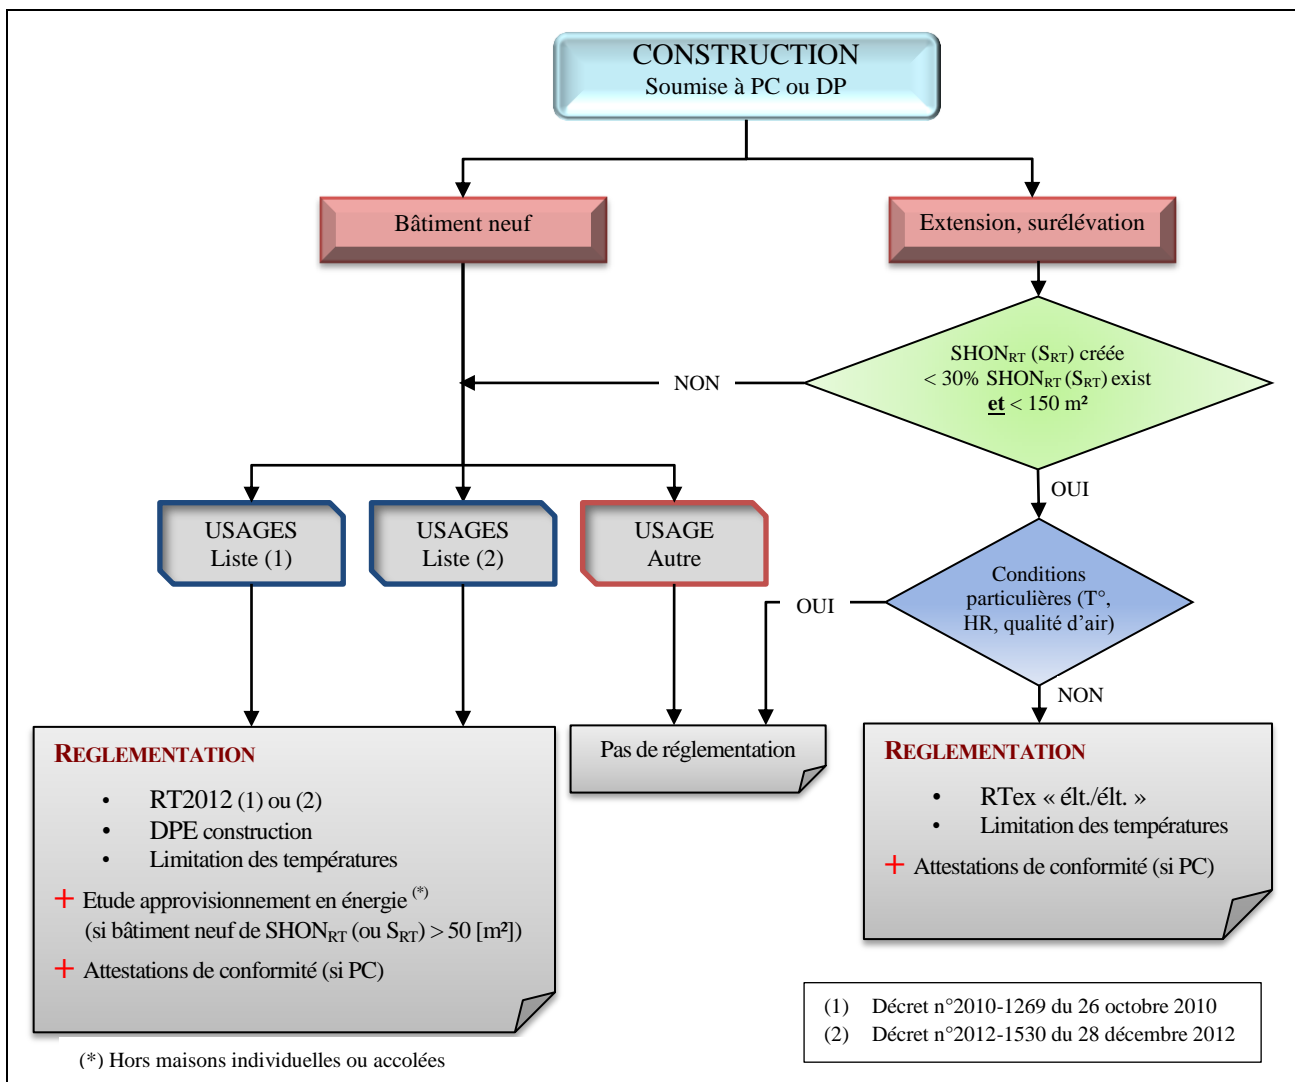 CONSTRUCTION
Soumise à PC ou DP
Bâtiment neuf
Extension, surélévation
SHONRT (SRT) créée
< 30% SHONRT (SRT) exist
et < 150 m²
NON
OUI
USAGES
Liste (1)
USAGES
Liste (2)
USAGE
Autre
Conditions
particulières (T°,
HR, qualité d'air)
OUI
NON
REGLEMENTATION
• RT2012 (1) ou (2)
• DPE construction
• Limitation des températures
+ Etude approvisionnement en énergie (*)
(si bâtiment neuf de SHONRT (ou SRT) > 50 [m²])
+ Attestations de conformité (si PC)
Pas de réglementation
REGLEMENTATION
• RTex « élt./élt. »
• Limitation des températures
+ Attestations de conformité (si PC)
(1) Décret n°2010-1269 du 26 octobre 2010
(2) Décret n°2012-1530 du 28 décembre 2012
(*) Hors maisons individuelles ou accolées